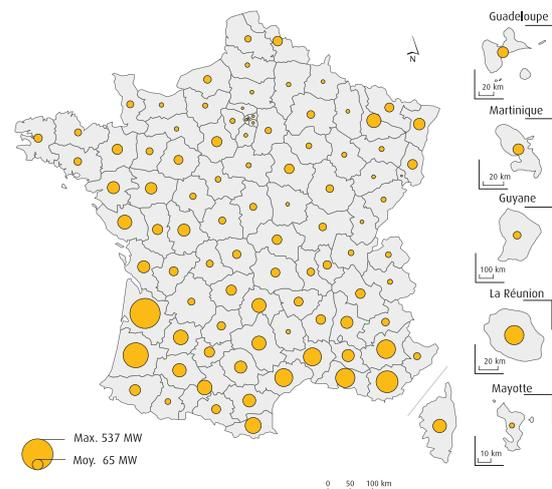 Guadeloupe
20 km
N
Martinique
20 km
Guyane
100 km
La Réunion
20 km
Mayotte
10 km
Max. 537 MW
Moy. 65 MW
0 50 100 km